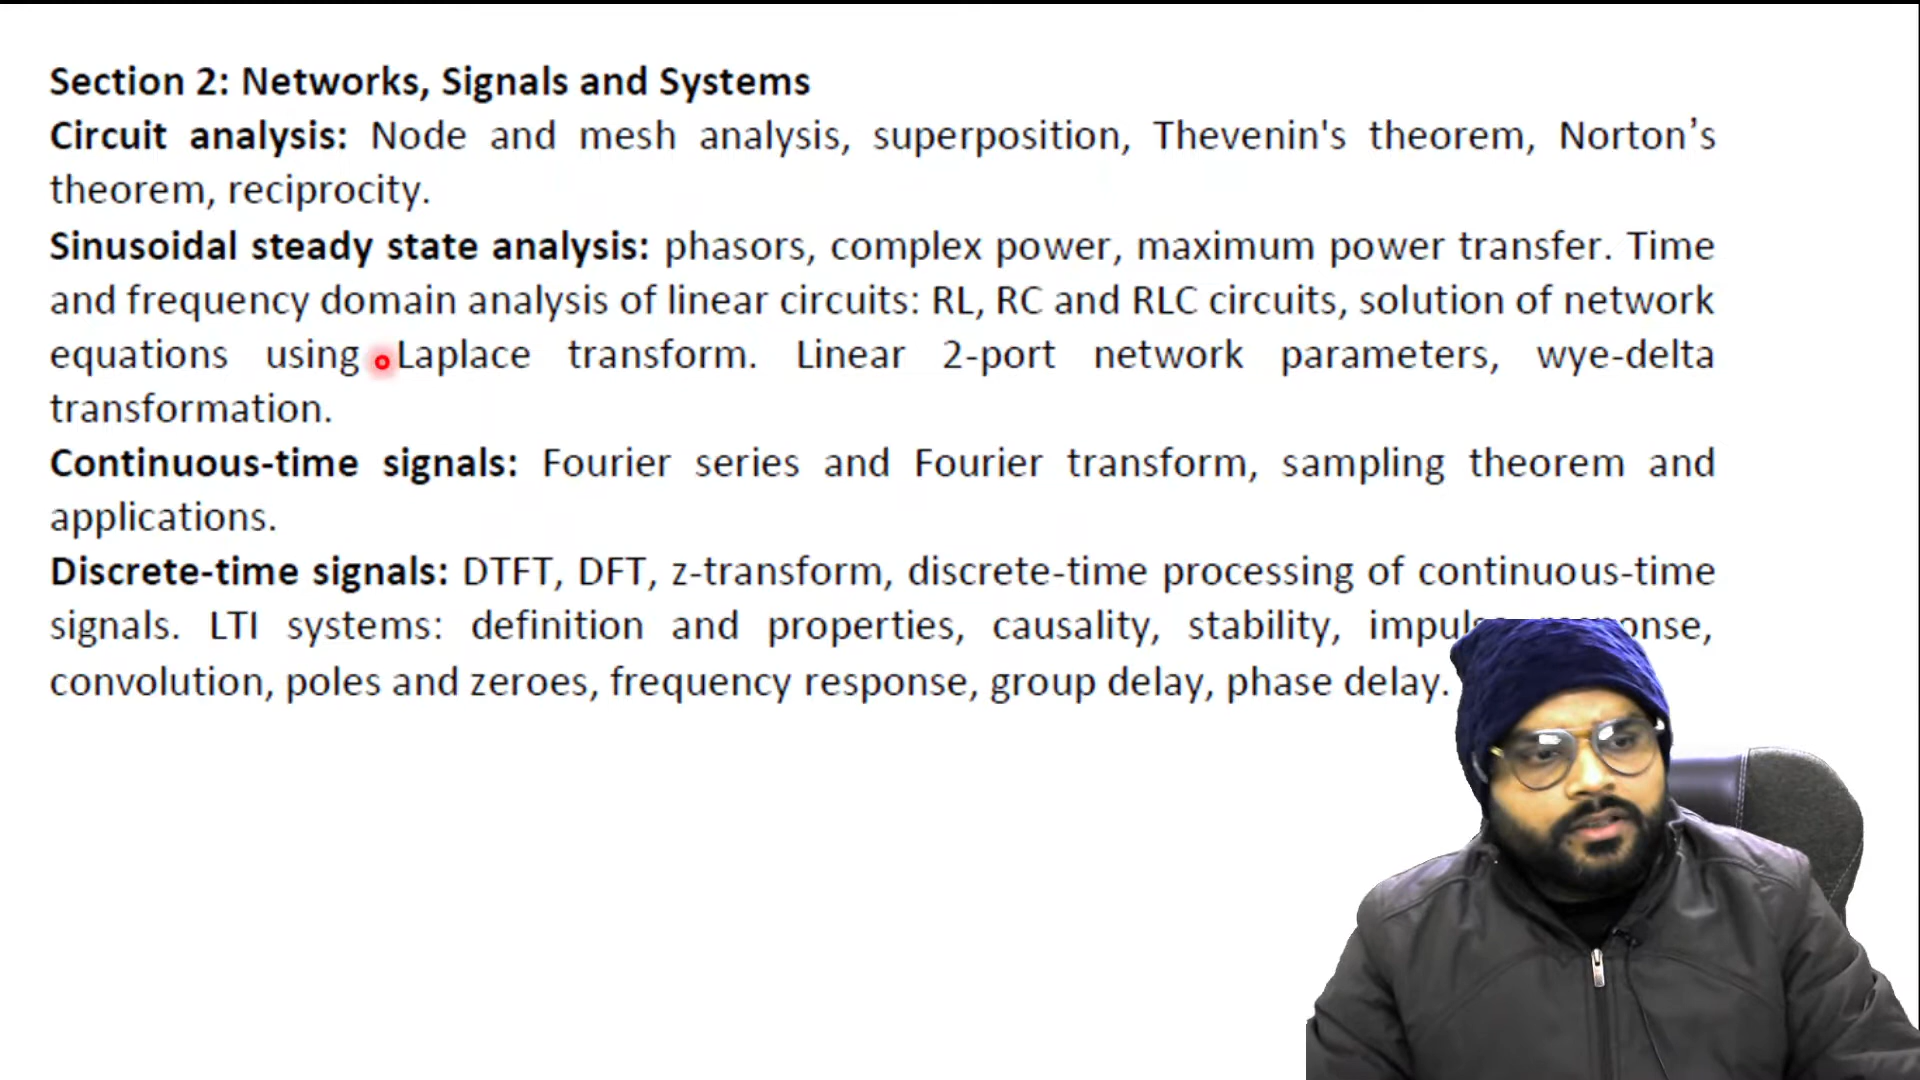 Section 2: Networks, Signals and Systems
Circuit analysis: Node and mesh analysis, superposition, Thevenin's theorem, Norton’s
theorem, reciprocity.
Sinusoidal steady state analysis: phasors, complex power, maximum power transfer. Time
and frequency domain analysis of linear circuits: RL, RC and RLC circuits, solution of network
equations using Laplace transform. Linear 2-port network parameters, wye-delta
transformation.
Continuous-time signals: Fourier series and Fourier transform, sampling theorem and
applications.
Discrete-time signals: DTFT, DFT, z-transform, discrete-time processing of continuous-time
signals. LTI systems: definition and properties, causality, stability, impulse response,
convolution, poles and zeroes, frequency response, group delay, phase delay.